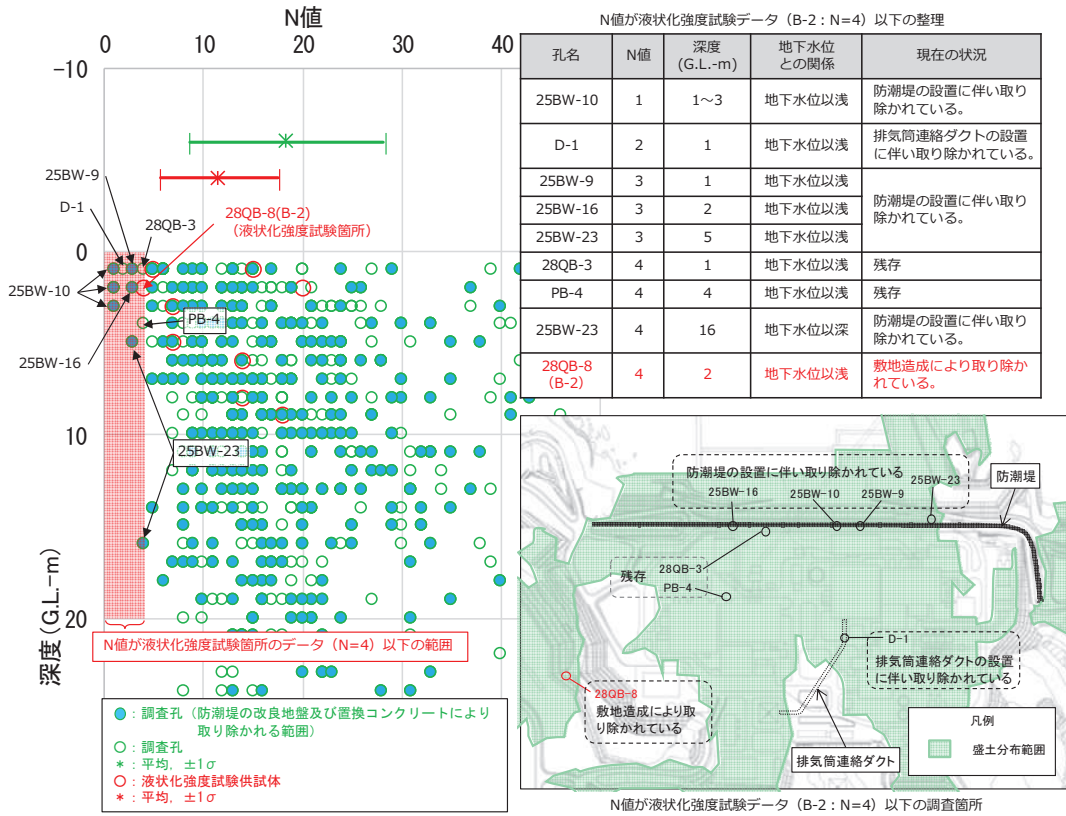 N値
0
10
20
30
40
-10
0
10
20
深度(G.L.-m)
25BW-9
D-1
28QB-3
28QB-8(B-2)
(液状化強度試験箇所)
25BW-10
PB-4
25BW-16
25BW-23
N値が液状化強度試験箇所のデータ(N=4)以下の範囲
:調査孔(防潮堤の改良地盤及び置換コンクリートにより
取り除かれる範囲)
:調査孔
*:平均, ±1σ
:液状化強度試験供試体
*:平均, ±1σ
N値が液状化強度試験データ(B-2:N=4)以下の整理
孔名 N値 深度 (G.L.-m) 地下水位 との関係 現在の状況
25BW-10 1 1~3 地下水位以浅 防潮堤の設置に伴い取り
除かれている。
D-1 2 1 地下水位以浅 排気筒連絡ダクトの設置
に伴い取り除かれている。
25BW-9 3 1 地下水位以浅
25BW-16 3 2 地下水位以浅 防潮堤の設置に伴い取り
除かれている。
25BW-23 3 5 地下水位以浅
28QB-3 4 1 地下水位以浅 残存
PB-4 4 4 地下水位以浅 残存
25BW-23 4 16 地下水位以深 防潮堤の設置に伴い取り
除かれている。
28QB-8
(B-2) 4 2 地下水位以浅 敷地造成により取り除か
れている。
防潮堤の設置に伴い取り除かれている
25BW-16
25BW-10
25BW-9
25BW-23
防潮堤
残存
28QB-3
PB-4
D-1
排気筒連絡ダクトの設置
に伴い取り除かれている
28QB-8
敷地造成により取
り除かれている
排気筒連絡ダクト
凡例
盛土分布範囲
N値が液状化強度試験データ(B-2:N=4)以下の調査箇所